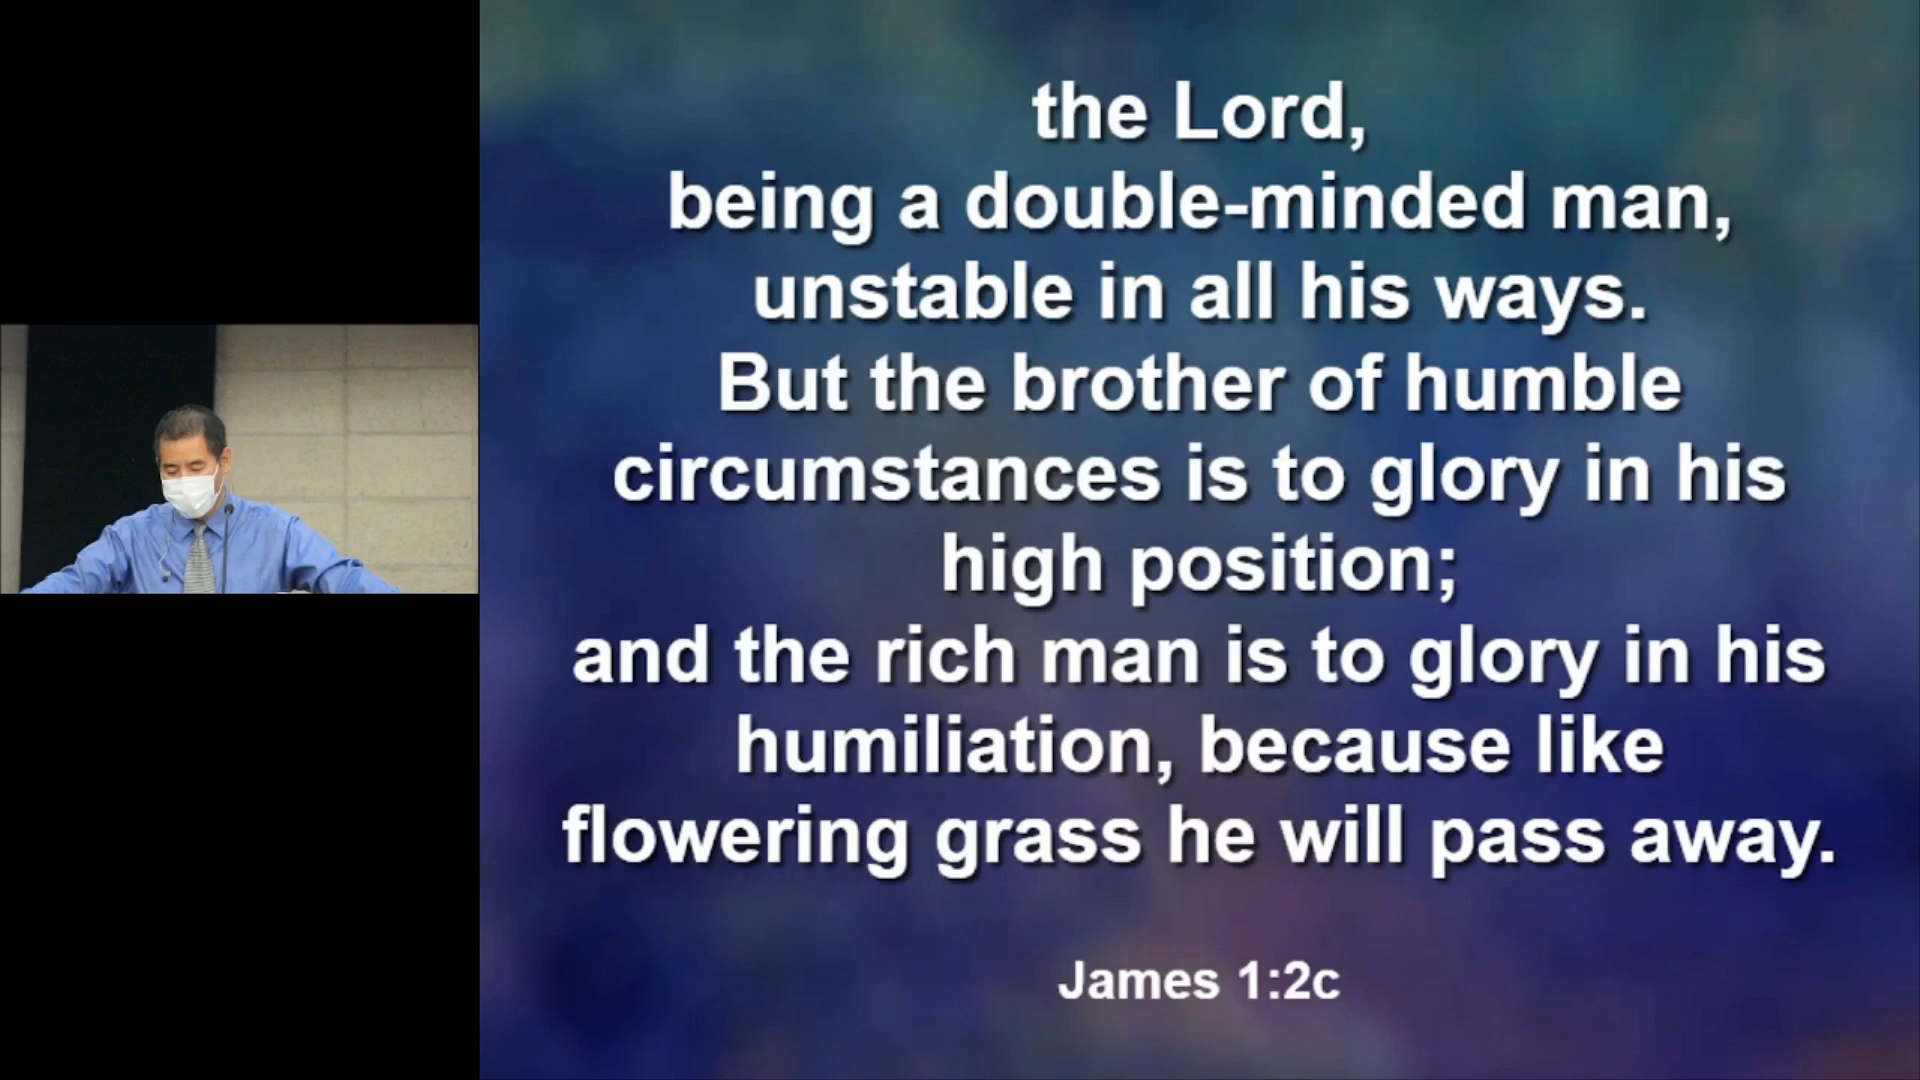 the Lord,
being a double-minded man,
unstable in all his ways.
But the brother of humble
circumstances is to glory in his
high position;
and the rich man is to glory in his
humiliation, because like
flowering grass he will pass away.
James 1:2c